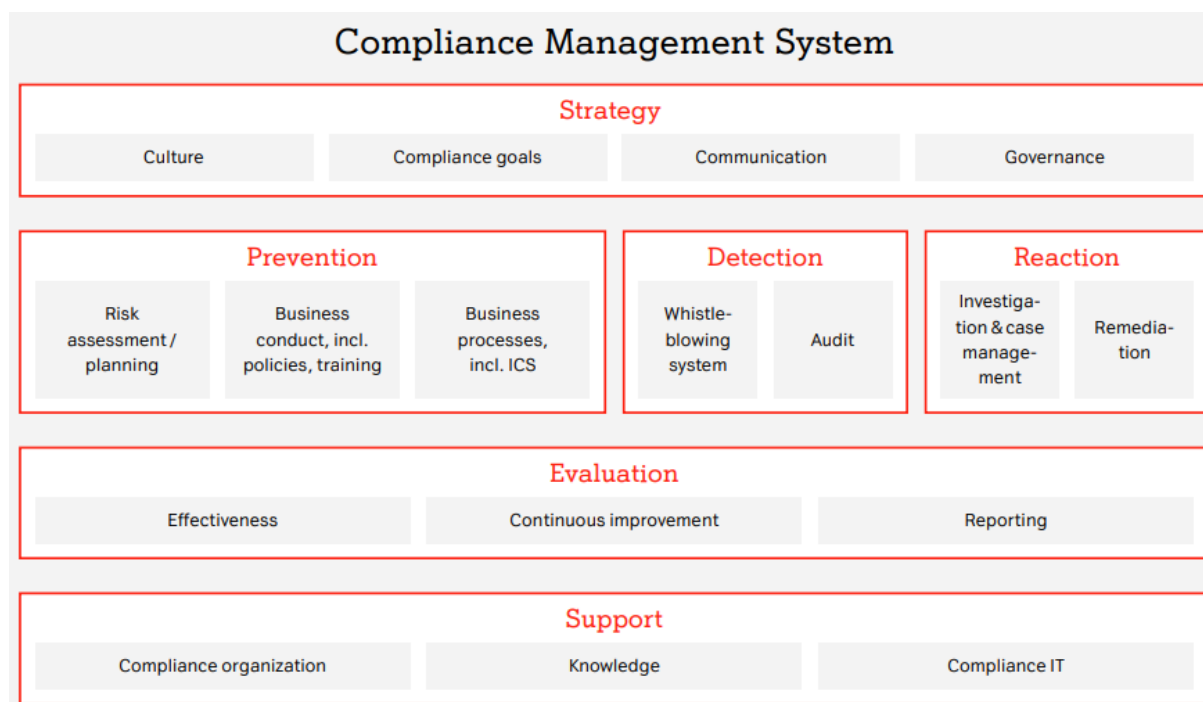 Compliance Management System
Strategy
Culture
Compliance goals
Communication
Governance
Prevention
Risk
assessment /
planning
Business
conduct, incl.
policies, training
Business
processes,
incl. ICS
Detection
Whistle-
blowing
system
Audit
Reaction
Investiga-
tion & case
manage-
ment
Remedia-
tion
Evaluation
Effectiveness
Continuous improvement
Reporting
Support
Compliance organization
Knowledge
Compliance IT